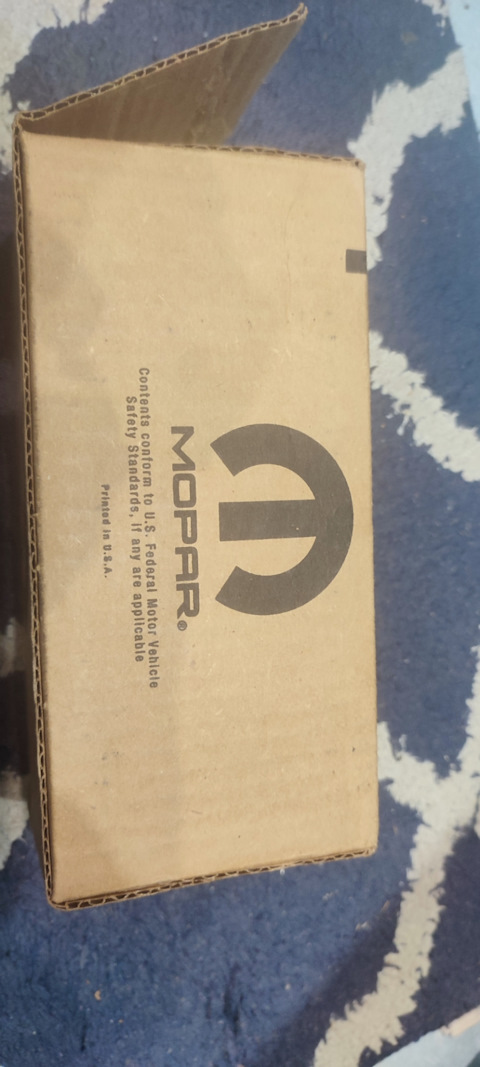 MOPAR®
Contents conform to U.S. Federal Motor Vehicle
Safety Standards, if any are applicable
Printed in U.S.A.